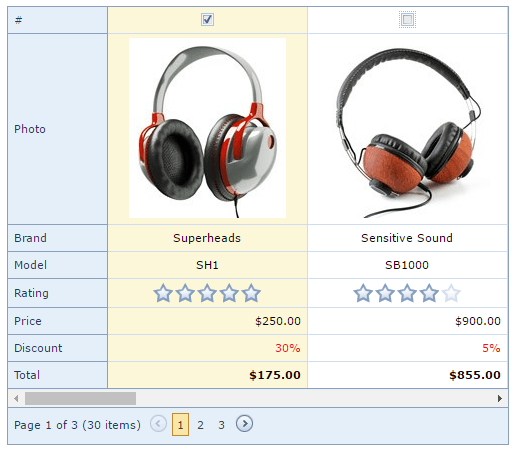 #
Photo
Brand Superheads Sensitive Sound
Model SH1 SB1000
Rating
Price $250.00 $900.00
Discount 30% 5%
Total $175.00 $855.00
Page 1 of 3 (30 items) 1 2 3